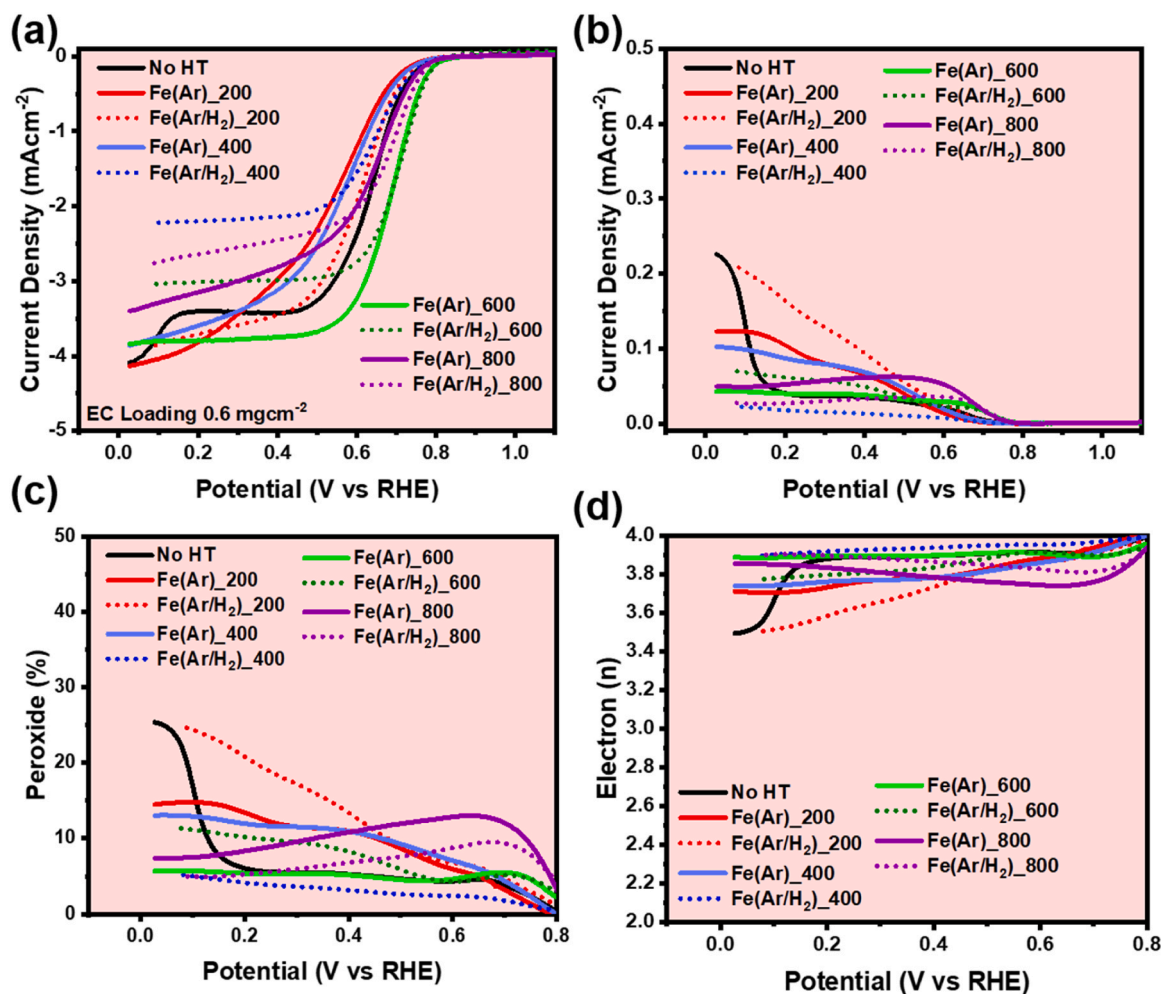 (a)
Current Density (mAcm⁻²)
0
-1
-2
-3
-4
-5
No HT
Fe(Ar)_200
Fe(Ar/H₂)_200
Fe(Ar)_400
Fe(Ar/H₂)_400
Fe(Ar)_600
Fe(Ar/H₂)_600
Fe(Ar)_800
Fe(Ar/H₂)_800
EC Loading 0.6 mgcm⁻²
0.0 0.2 0.4 0.6 0.8 1.0
Potential (V vs RHE)
(b)
Current Density (mAcm⁻²)
0.5
0.4
0.3
0.2
0.1
0.0
No HT
Fe(Ar)_200
Fe(Ar/H₂)_200
Fe(Ar)_400
Fe(Ar/H₂)_400
Fe(Ar)_600
Fe(Ar/H₂)_600
Fe(Ar)_800
Fe(Ar/H₂)_800
0.0 0.2 0.4 0.6 0.8 1.0
Potential (V vs RHE)
(c)
Peroxide (%)
50
40
30
20
10
0
No HT
Fe(Ar)_200
Fe(Ar/H₂)_200
Fe(Ar)_400
Fe(Ar/H₂)_400
Fe(Ar)_600
Fe(Ar/H₂)_600
Fe(Ar)_800
Fe(Ar/H₂)_800
0.0 0.2 0.4 0.6 0.8
Potential (V vs RHE)
(d)
Electron (n)
4.0
3.8
3.6
3.4
3.2
3.0
2.8
2.6
2.4
2.2
2.0
No HT
Fe(Ar)_200
Fe(Ar/H₂)_200
Fe(Ar)_400
Fe(Ar/H₂)_400
Fe(Ar)_600
Fe(Ar/H₂)_600
Fe(Ar)_800
Fe(Ar/H₂)_800
0.0 0.2 0.4 0.6 0.8
Potential (V vs RHE)